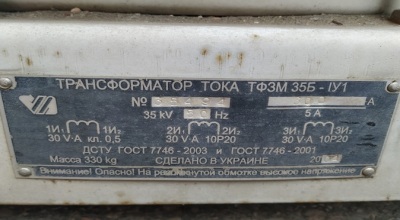 ТРАНСФОРМАТОР ТОКА ТФЗМ 35Б - IУ1
№ A
35 kV 50 Hz 5 A
1И₁ 1И₂ 2И₁ 2И₂ 3И₁ 3И₂
30 V·A кл. 0,5 30 V·A 10P20 30 V·A 10P20
ДСТУ ГОСТ 7746 - 2003 и ГОСТ 7746 - 2001
Масса 330 kg СДЕЛАНО В УКРАИНЕ
Внимание! Опасно! На разомкнутой обмотке высокое напряжение